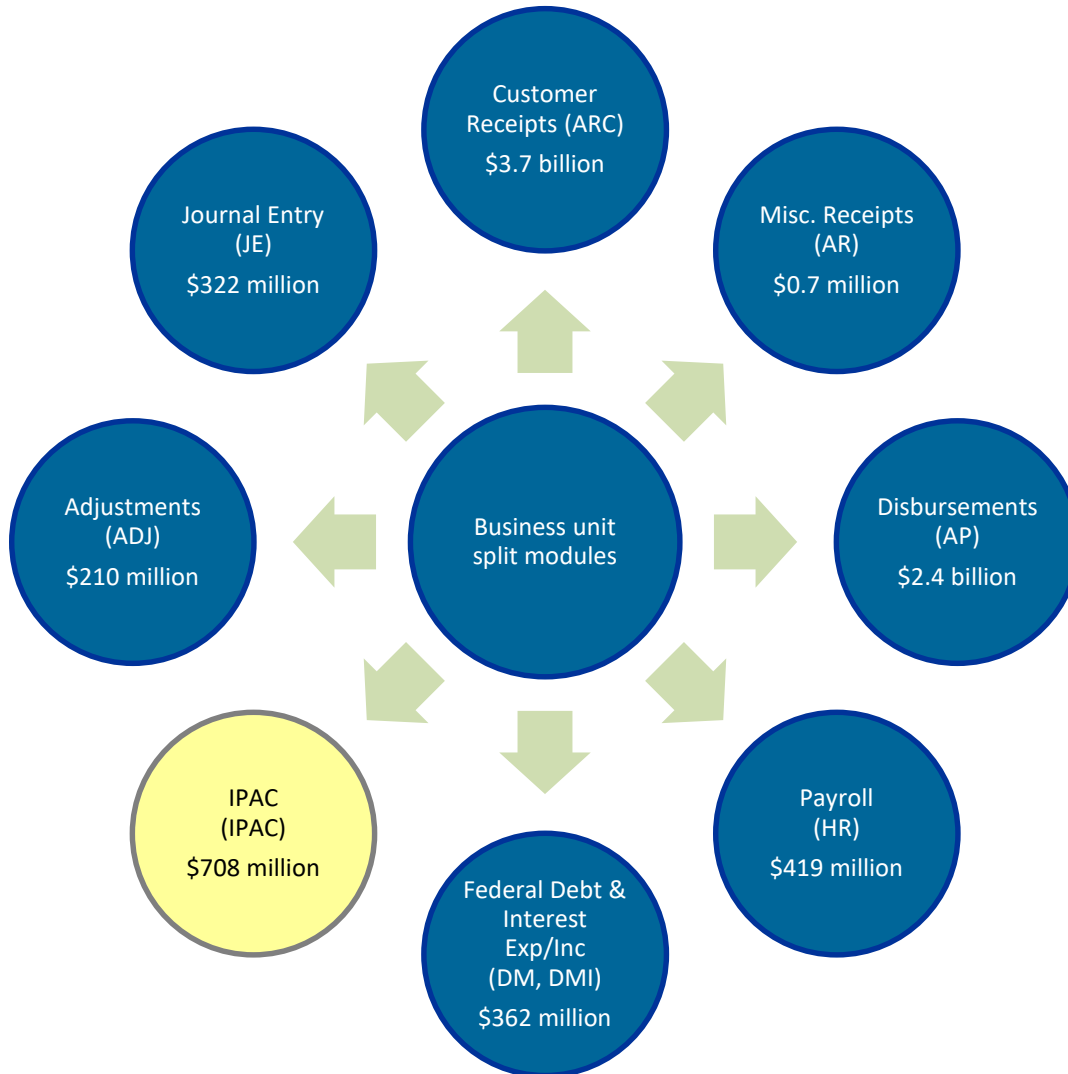 Customer
Receipts (ARC)
$3.7 billion
Misc. Receipts
(AR)
$0.7 million
Disbursements
(AP)
$2.4 billion
Payroll
(HR)
$419 million
Federal Debt &
Interest
Exp/Inc
(DM, DMI)
$362 million
IPAC
(IPAC)
$708 million
Adjustments
(ADJ)
$210 million
Journal Entry
(JE)
$322 million
Business unit
split modules